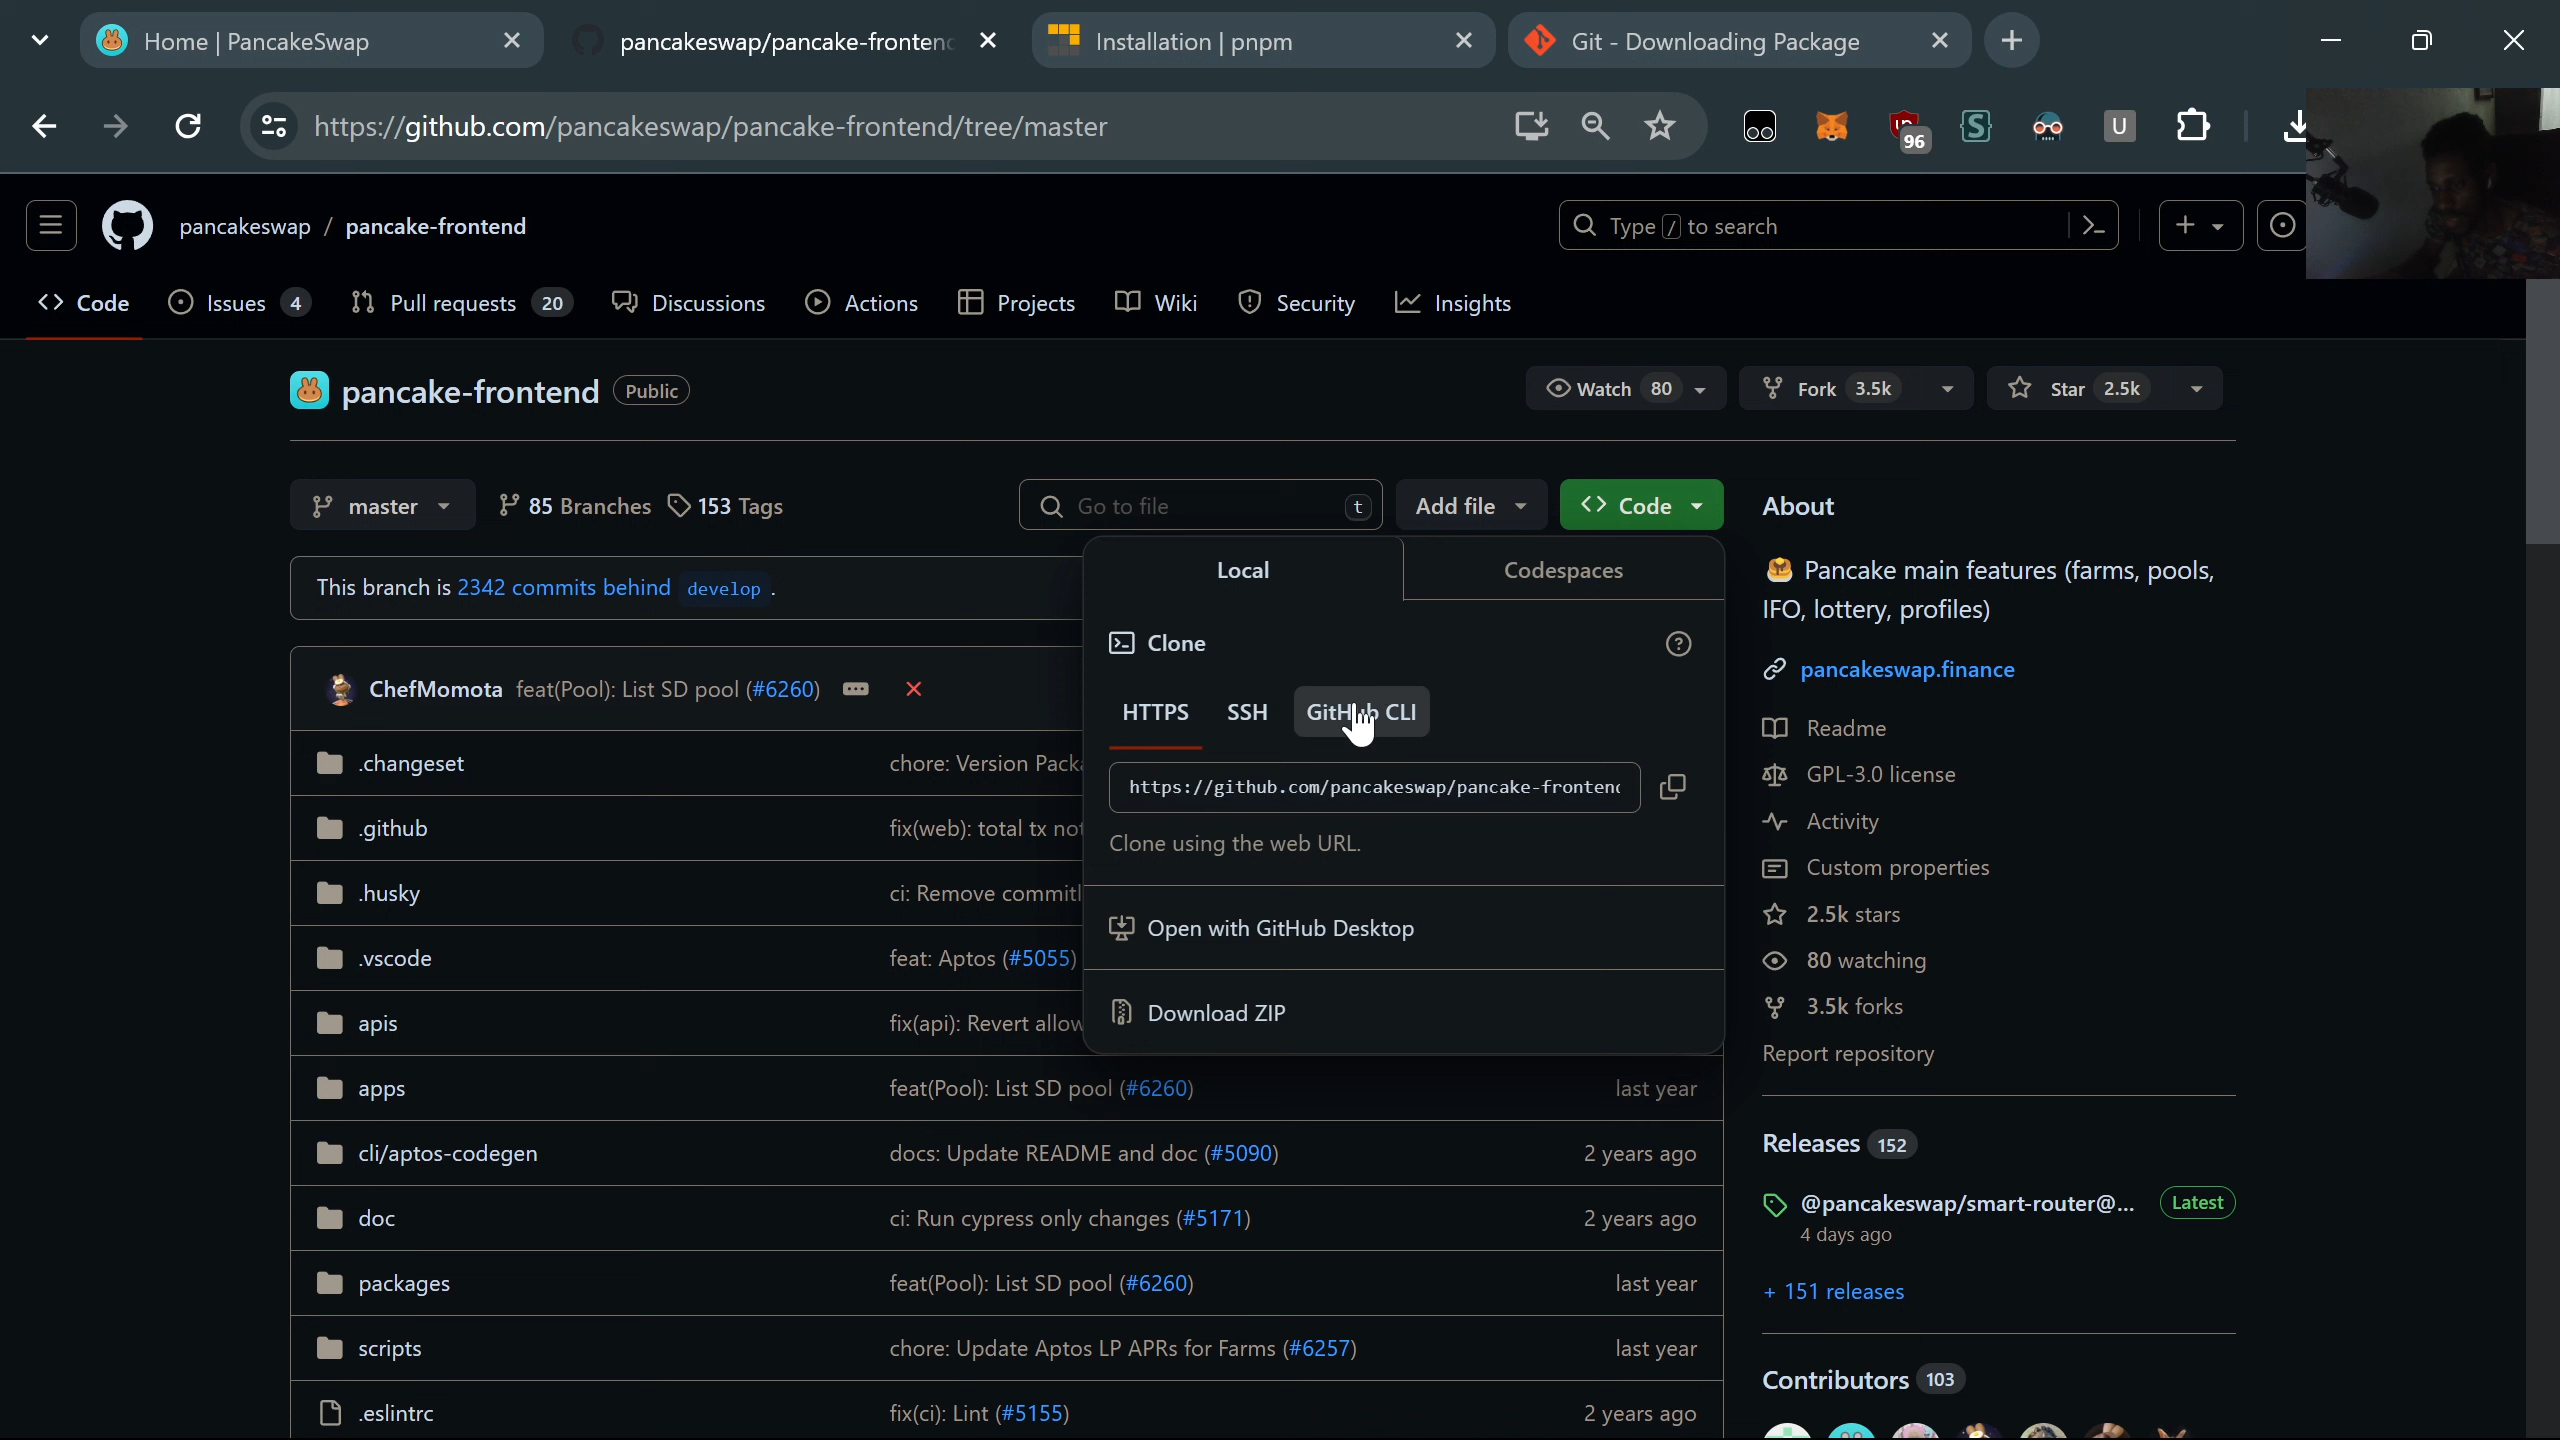 Home | PancakeSwap
pancakeswap/pancake-frontend
Installation | pnpm
Git - Downloading Package
https://github.com/pancakeswap/pancake-frontend/tree/master
96
U
pancakeswap / pancake-frontend
Type / to search
Code
Issues 4
Pull requests 20
Discussions
Actions
Projects
Wiki
Security
Insights
pancake-frontend Public
Watch 80
Fork 3.5k
Star 2.5k
master
85 Branches
153 Tags
Go to file t
Add file
Code
This branch is 2342 commits behind develop .
Local
Codespaces
Clone
HTTPS
SSH
GitHub CLI
https://github.com/pancakeswap/pancake-frontend
Clone using the web URL.
Open with GitHub Desktop
Download ZIP
ChefMomota feat(Pool): List SD pool (#6260)
.changeset chore: Version Packa
.github fix(web): total tx not
.husky ci: Remove commitl
.vscode feat: Aptos (#5055)
apis fix(api): Revert allow
apps feat(Pool): List SD pool (#6260) last year
cli/aptos-codegen docs: Update README and doc (#5090) 2 years ago
doc ci: Run cypress only changes (#5171) 2 years ago
packages feat(Pool): List SD pool (#6260) last year
scripts chore: Update Aptos LP APRs for Farms (#6257) last year
.eslintrc fix(ci): Lint (#5155) 2 years ago
About
Pancake main features (farms, pools,
IFO, lottery, profiles)
pancakeswap.finance
Readme
GPL-3.0 license
Activity
Custom properties
2.5k stars
80 watching
3.5k forks
Report repository
Releases 152
@pancakeswap/smart-router@... Latest
4 days ago
+ 151 releases
Contributors 103